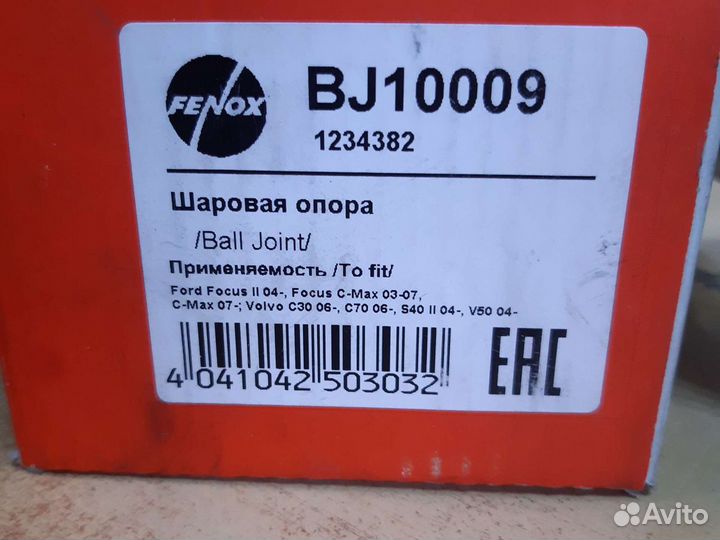 FENOX
BJ10009
1234382
Шаровая опора
/Ball Joint/
Применяемость /To fit/
Ford Focus II 04-, Focus C-Max 03-07,
C-Max 07-; Volvo C30 06-, C70 06-, S40 II 04-, V50 04-
4 041042 503032
EAC
Avito